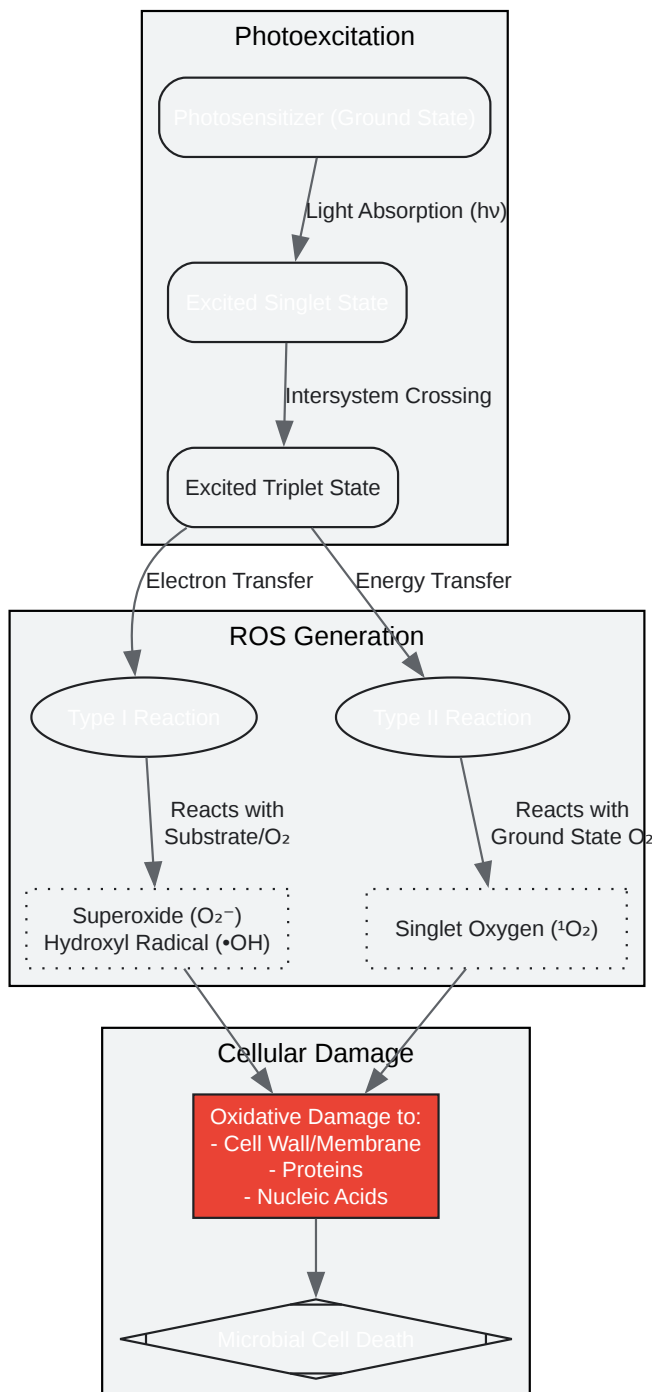 Photoexcitation
Photosensitizer (Ground State)
Light Absorption (hν)
Excited Singlet State
Intersystem Crossing
Excited Triplet State
Electron Transfer
Energy Transfer
ROS Generation
Type I Reaction
Type II Reaction
Reacts with
Substrate/O₂
Reacts with
Ground State O₂
Superoxide (O₂⁻)
Hydroxyl Radical (•OH)
Singlet Oxygen (¹O₂)
Cellular Damage
Oxidative Damage to:
- Cell Wall/Membrane
- Proteins
- Nucleic Acids
Microbial Cell Death